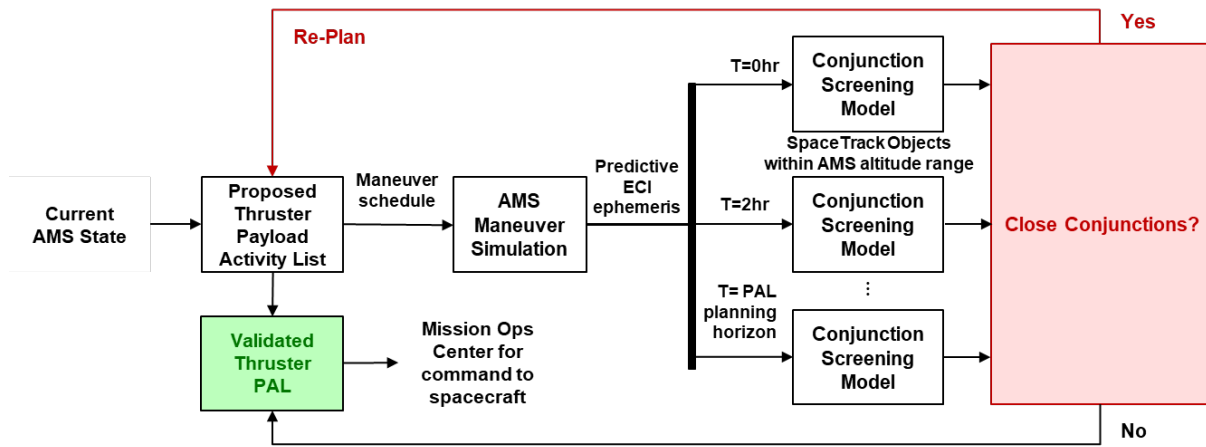 Re-Plan
Yes
T=0hr
Conjunction
Screening
Model
SpaceTrack Objects
within AMS altitude range
Current
AMS State
Proposed
Thruster
Payload
Activity List
Maneuver
schedule
AMS
Maneuver
Simulation
Predictive
ECI
ephemeris
T=2hr
Conjunction
Screening
Model
Close Conjunctions?
...
T= PAL
planning
horizon
Conjunction
Screening
Model
Validated
Thruster
PAL
Mission Ops
Center for
command to
spacecraft
No